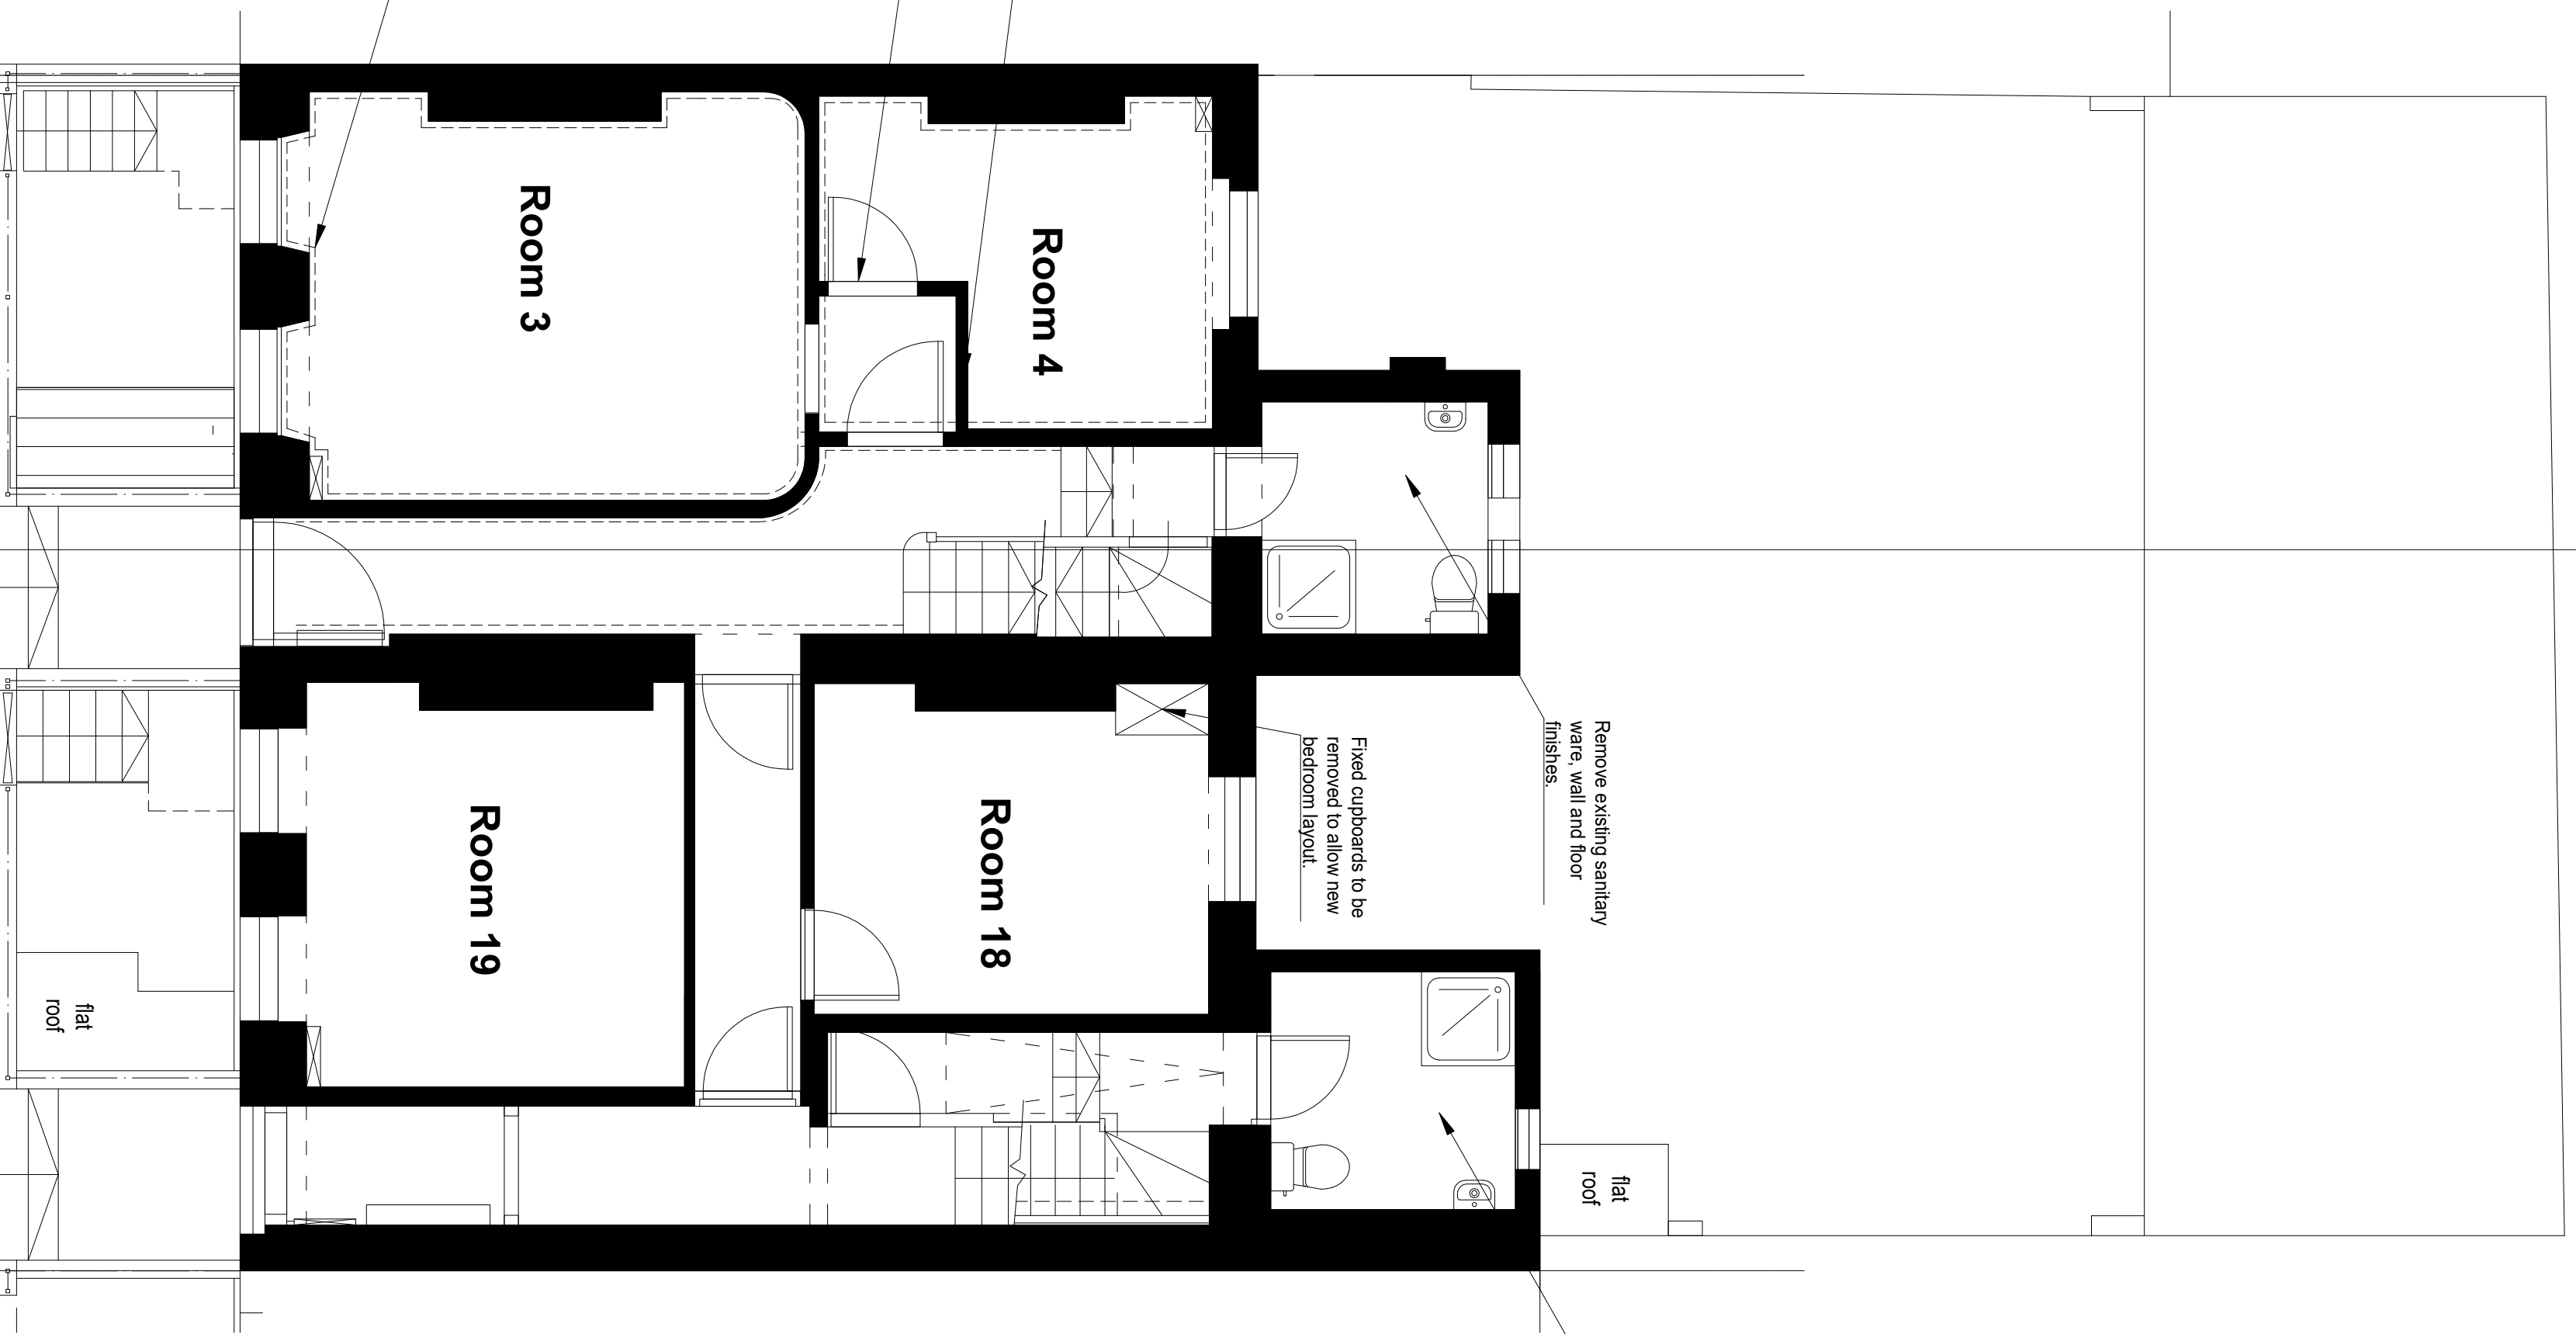 Room 3
Room 4
Room 19
Room 18
Fixed cupboards to be
removed to allow new
bedroom layout.
Remove existing sanitary
ware, wall and floor
finishes.
flat
roof
flat
roof